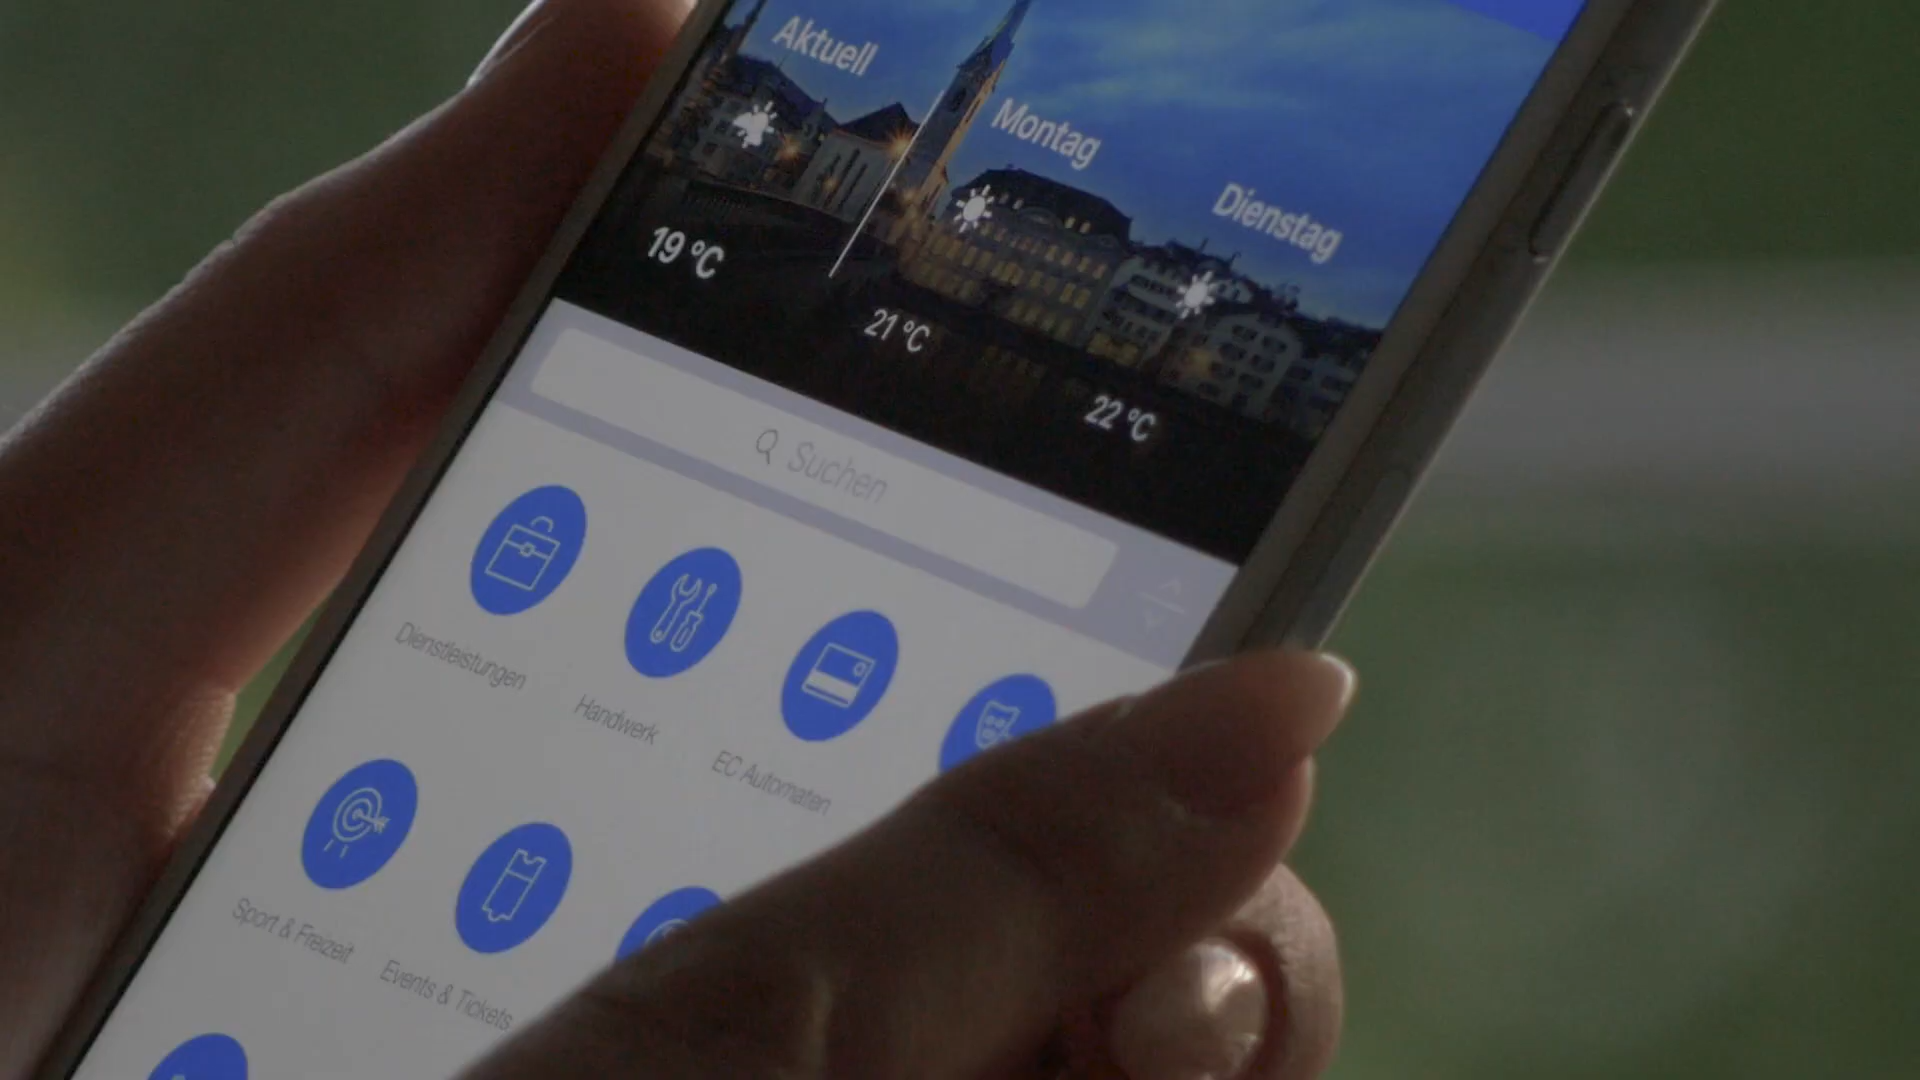 Aktuell
Montag
Dienstag
19 °C
21 °C
22 °C
Suchen
Dienstleistungen
Handwerk
EC Automaten
Sport & Freizeit
Events & Tickets